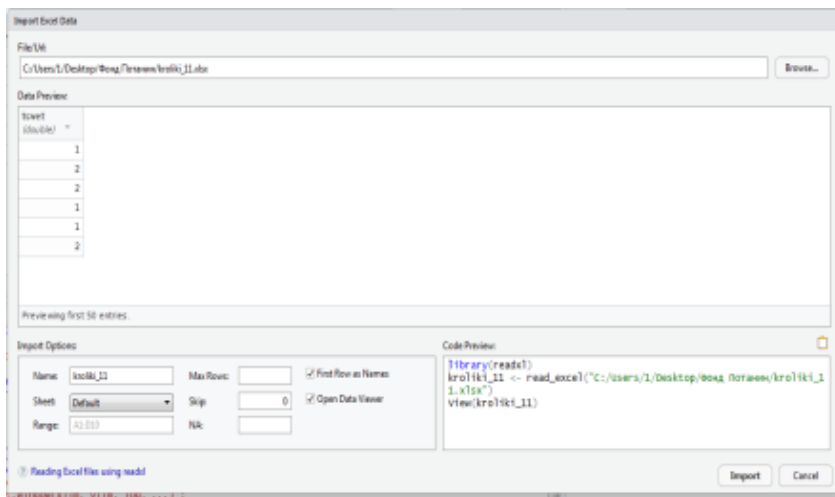 Import Excel Data
File/Url:
C:/Users/1/Desktop/Фонд Потанин/kroliki_11.xlsx
Browse...
Data Preview:
tcvet
(double)
1
2
2
1
1
2
Previewing first 50 entries.
Import Options:
Name: kroliki_11
Max Rows:
First Row as Names
Sheet: Default
Skip: 0
Open Data Viewer
Range: A1:D10
NA:
Code Preview:
library(readxl)
kroliki_11 <- read_excel("C:/Users/1/Desktop/Фонд Потанин/kroliki_1
1.xlsx")
View(kroliki_11)
Reading Excel files using readxl
Import
Cancel